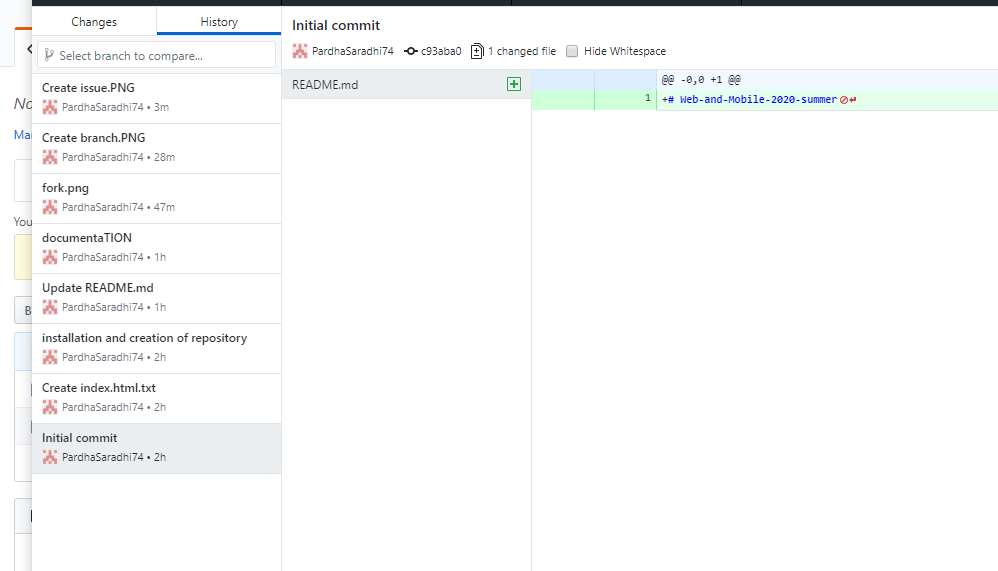 Changes
History
Select branch to compare...
Create issue.PNG
PardhaSaradhi74 • 3m
Create branch.PNG
PardhaSaradhi74 • 28m
fork.png
PardhaSaradhi74 • 47m
documentaTION
PardhaSaradhi74 • 1h
Update README.md
PardhaSaradhi74 • 1h
installation and creation of repository
PardhaSaradhi74 • 2h
Create index.html.txt
PardhaSaradhi74 • 2h
Initial commit
PardhaSaradhi74 • 2h
Initial commit
PardhaSaradhi74 c93aba0 1 changed file Hide Whitespace
README.md
@@ -0,0 +1 @@
1 +# Web-and-Mobile-2020-summer
No
Mar
You
B